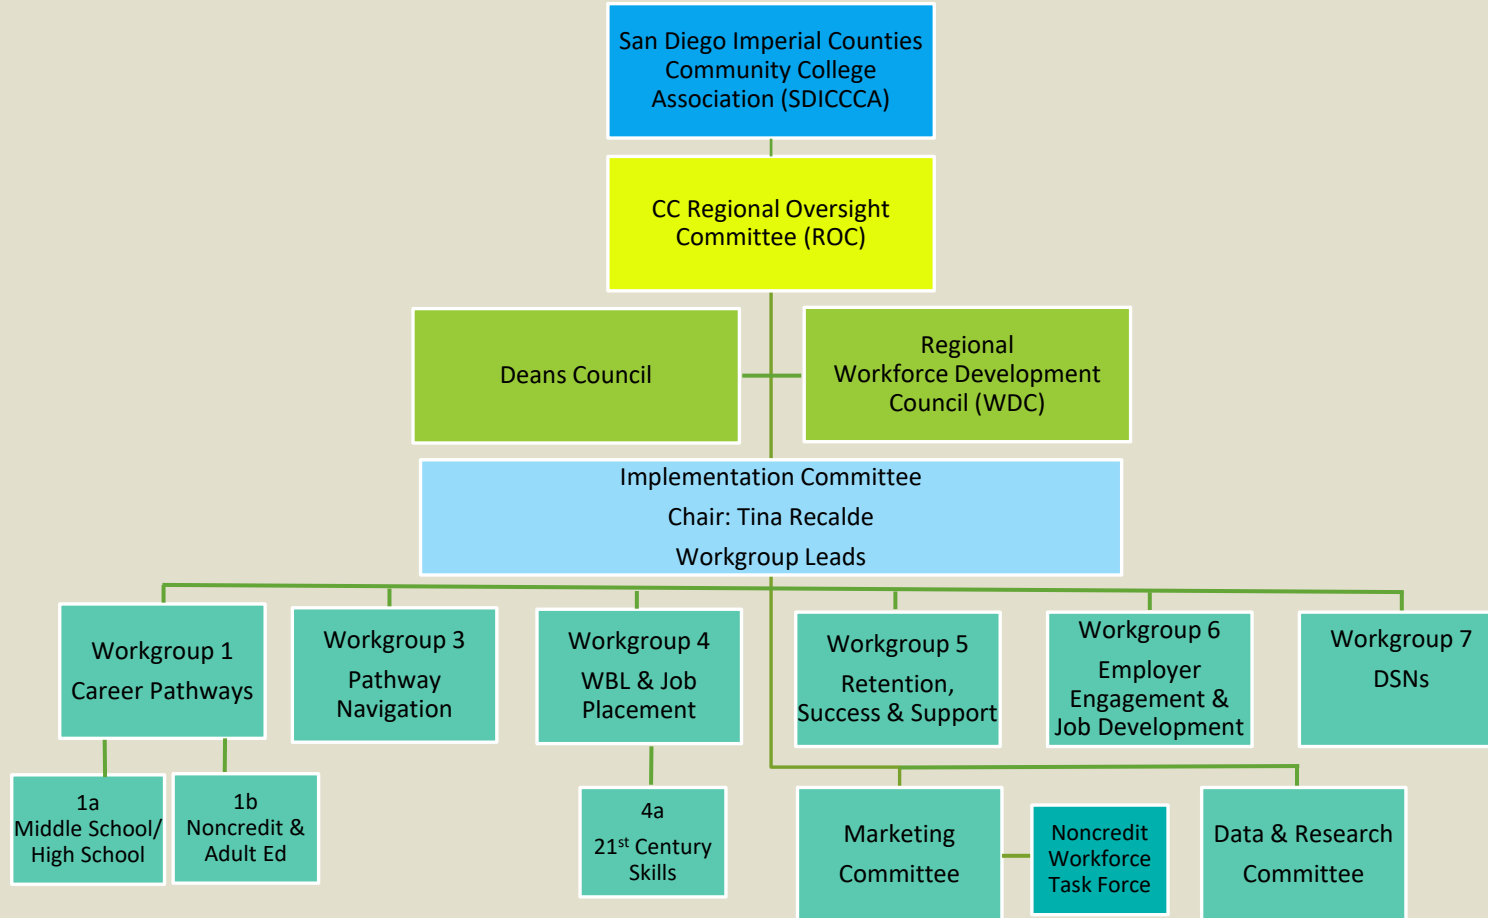 San Diego Imperial Counties
Community College
Association (SDICCCA)
CC Regional Oversight
Committee (ROC)
Deans Council
Regional
Workforce Development
Council (WDC)
Implementation Committee
Chair: Tina Recalde
Workgroup Leads
Workgroup 1
Career Pathways
Workgroup 3
Pathway
Navigation
Workgroup 4
WBL & Job
Placement
Workgroup 5
Retention,
Success & Support
Workgroup 6
Employer
Engagement &
Job Development
Workgroup 7
DSNs
1a
Middle School/
High School
1b
Noncredit &
Adult Ed
4a
21st Century
Skills
Marketing
Committee
Noncredit
Workforce
Task Force
Data & Research
Committee